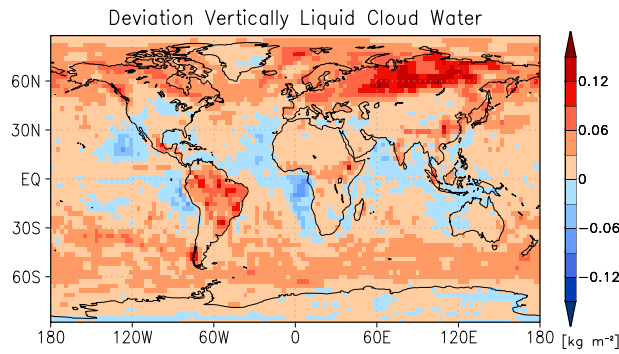 Deviation Vertically Liquid Cloud Water
60N
30N
EQ
30S
60S
180 120W 60W 0 60E 120E 180
0.12
0.06
0
−0.06
−0.12
[kg m⁻²]